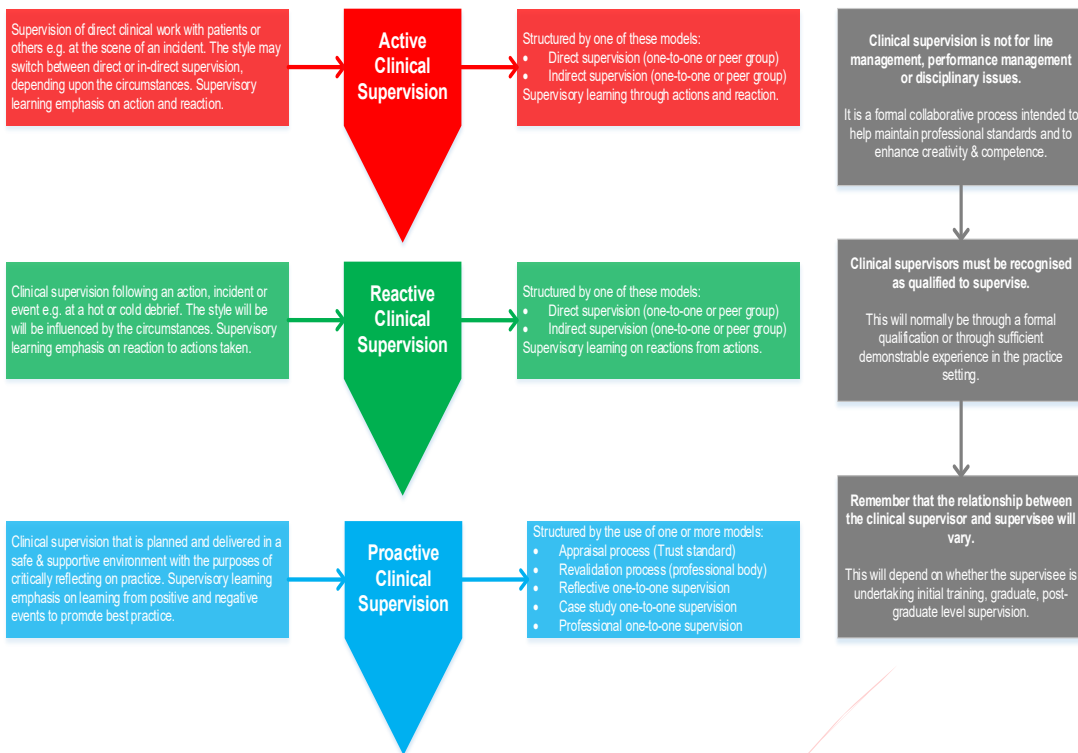 Supervision of direct clinical work with patients or
others e.g. at the scene of an incident. The style may
switch between direct or in-direct supervision,
depending upon the circumstances. Supervisory
learning emphasis on action and reaction.
Active
Clinical
Supervision
Structured by one of these models:
• Direct supervision (one-to-one or peer group)
• Indirect supervision (one-to-one or peer group)
Supervisory learning through actions and reaction.
Clinical supervision following an action, incident or
event e.g. at a hot or cold debrief. The style will be
will be influenced by the circumstances. Supervisory
learning emphasis on reaction to actions taken.
Reactive
Clinical
Supervision
Structured by one of these models:
• Direct supervision (one-to-one or peer group)
• Indirect supervision (one-to-one or peer group)
Supervisory learning on reactions from actions.
Clinical supervision that is planned and delivered in a
safe & supportive environment with the purposes of
critically reflecting on practice. Supervisory learning
emphasis on learning from positive and negative
events to promote best practice.
Proactive
Clinical
Supervision
Structured by the use of one or more models:
• Appraisal process (Trust standard)
• Revalidation process (professional body)
• Reflective one-to-one supervision
• Case study one-to-one supervision
• Professional one-to-one supervision
Clinical supervision is not for line
management, performance management
or disciplinary issues.
It is a formal collaborative process intended to
help maintain professional standards and to
enhance creativity & competence.
Clinical supervisors must be recognised
as qualified to supervise.
This will normally be through a formal
qualification or through sufficient
demonstrable experience in the practice
setting.
Remember that the relationship between
the clinical supervisor and supervisee will
vary.
This will depend on whether the supervisee is
undertaking initial training, graduate, post-
graduate level supervision.